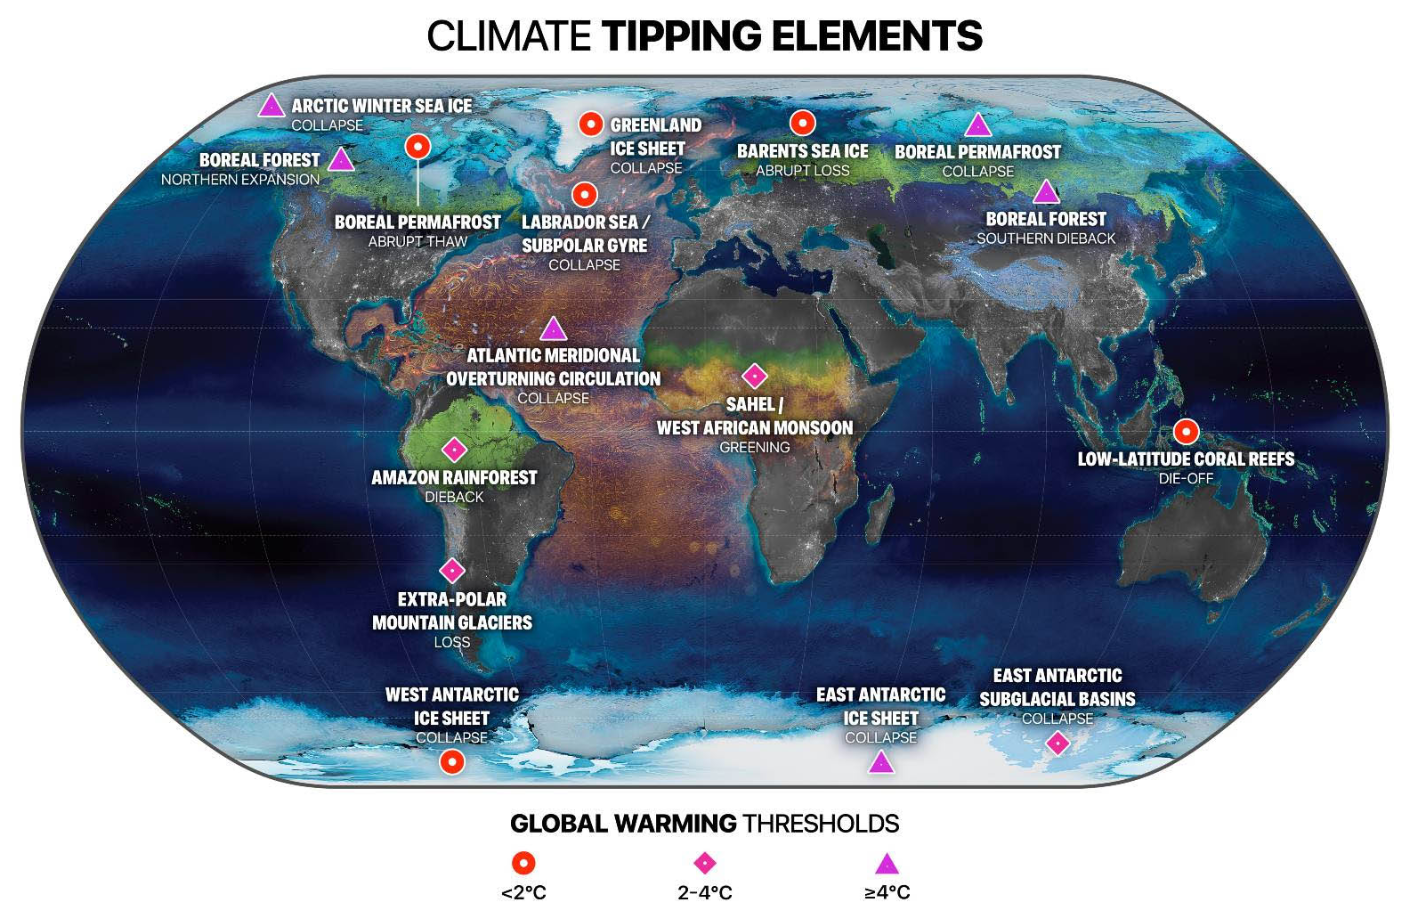 CLIMATE TIPPING ELEMENTS
ARCTIC WINTER SEA ICE
COLLAPSE
BOREAL FOREST
NORTHERN EXPANSION
BOREAL PERMAFROST
ABRUPT THAW
GREENLAND
ICE SHEET
COLLAPSE
LABRADOR SEA /
SUBPOLAR GYRE
COLLAPSE
BARENTS SEA ICE
ABRUPT LOSS
BOREAL PERMAFROST
COLLAPSE
BOREAL FOREST
SOUTHERN DIEBACK
ATLANTIC MERIDIONAL
OVERTURNING CIRCULATION
COLLAPSE
SAHEL /
WEST AFRICAN MONSOON
GREENING
AMAZON RAINFOREST
DIEBACK
LOW-LATITUDE CORAL REEFS
DIE-OFF
EXTRA-POLAR
MOUNTAIN GLACIERS
LOSS
WEST ANTARCTIC
ICE SHEET
COLLAPSE
EAST ANTARCTIC
ICE SHEET
COLLAPSE
EAST ANTARCTIC
SUBGLACIAL BASINS
COLLAPSE
GLOBAL WARMING THRESHOLDS
<2°C
2-4°C
≥4°C